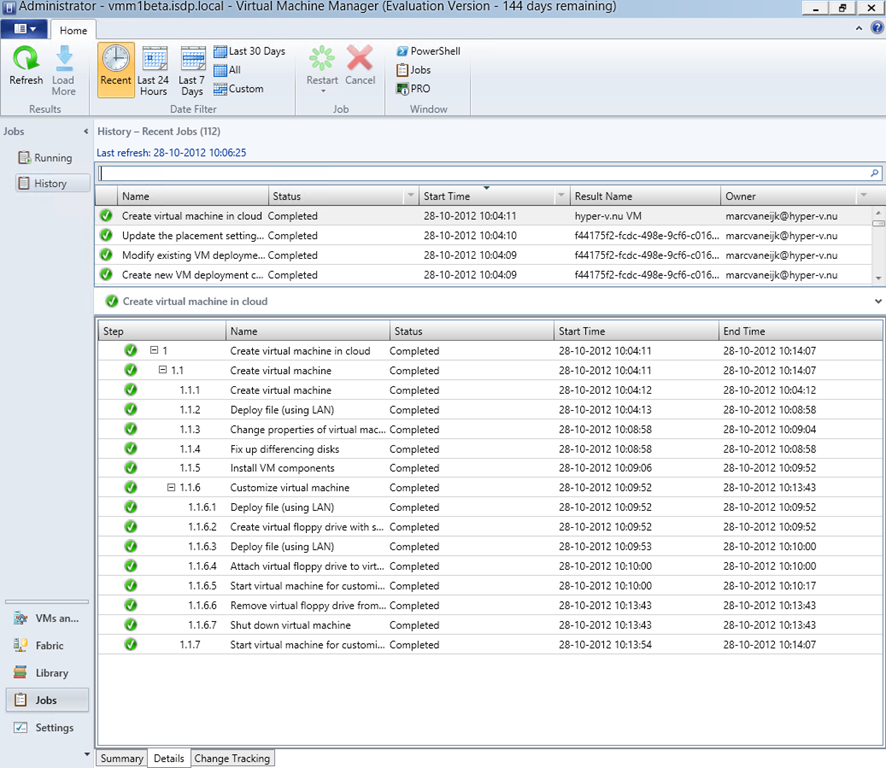 Administrator - vmm1beta.isdp.local - Virtual Machine Manager (Evaluation Version - 144 days remaining)
Home
Refresh
Load More
Results
Recent
Last 24 Hours
Last 7 Days
Last 30 Days
All
Custom
Date Filter
Restart
Cancel
Job
PowerShell
Jobs
PRO
Window
Jobs
Running
History
History – Recent Jobs (112)
Last refresh: 28-10-2012 10:06:25
Name Status Start Time Result Name Owner
Create virtual machine in cloud Completed 28-10-2012 10:04:11 hyper-v.nu VM marcvaneijk@hyper-v.nu
Update the placement setting... Completed 28-10-2012 10:04:10 f44175f2-fcdc-498e-9cf6-c016... marcvaneijk@hyper-v.nu
Modify existing VM deployme... Completed 28-10-2012 10:04:09 f44175f2-fcdc-498e-9cf6-c016... marcvaneijk@hyper-v.nu
Create new VM deployment c... Completed 28-10-2012 10:04:09 f44175f2-fcdc-498e-9cf6-c016... marcvaneijk@hyper-v.nu
Create virtual machine in cloud
Step Name Status Start Time End Time
1 Create virtual machine in cloud Completed 28-10-2012 10:04:11 28-10-2012 10:14:07
1.1 Create virtual machine Completed 28-10-2012 10:04:11 28-10-2012 10:14:07
1.1.1 Create virtual machine Completed 28-10-2012 10:04:12 28-10-2012 10:04:12
1.1.2 Deploy file (using LAN) Completed 28-10-2012 10:04:13 28-10-2012 10:08:58
1.1.3 Change properties of virtual mac... Completed 28-10-2012 10:08:58 28-10-2012 10:09:04
1.1.4 Fix up differencing disks Completed 28-10-2012 10:08:58 28-10-2012 10:08:58
1.1.5 Install VM components Completed 28-10-2012 10:09:06 28-10-2012 10:09:52
1.1.6 Customize virtual machine Completed 28-10-2012 10:09:52 28-10-2012 10:13:43
1.1.6.1 Deploy file (using LAN) Completed 28-10-2012 10:09:52 28-10-2012 10:09:52
1.1.6.2 Create virtual floppy drive with s... Completed 28-10-2012 10:09:52 28-10-2012 10:09:52
1.1.6.3 Deploy file (using LAN) Completed 28-10-2012 10:09:53 28-10-2012 10:10:00
1.1.6.4 Attach virtual floppy drive to virt... Completed 28-10-2012 10:10:00 28-10-2012 10:10:00
1.1.6.5 Start virtual machine for customi... Completed 28-10-2012 10:10:00 28-10-2012 10:10:17
1.1.6.6 Remove virtual floppy drive from... Completed 28-10-2012 10:13:43 28-10-2012 10:13:43
1.1.6.7 Shut down virtual machine Completed 28-10-2012 10:13:43 28-10-2012 10:13:43
1.1.7 Start virtual machine for customi... Completed 28-10-2012 10:13:54 28-10-2012 10:14:07
VMs an...
Fabric
Library
Jobs
Settings
Summary Details Change Tracking